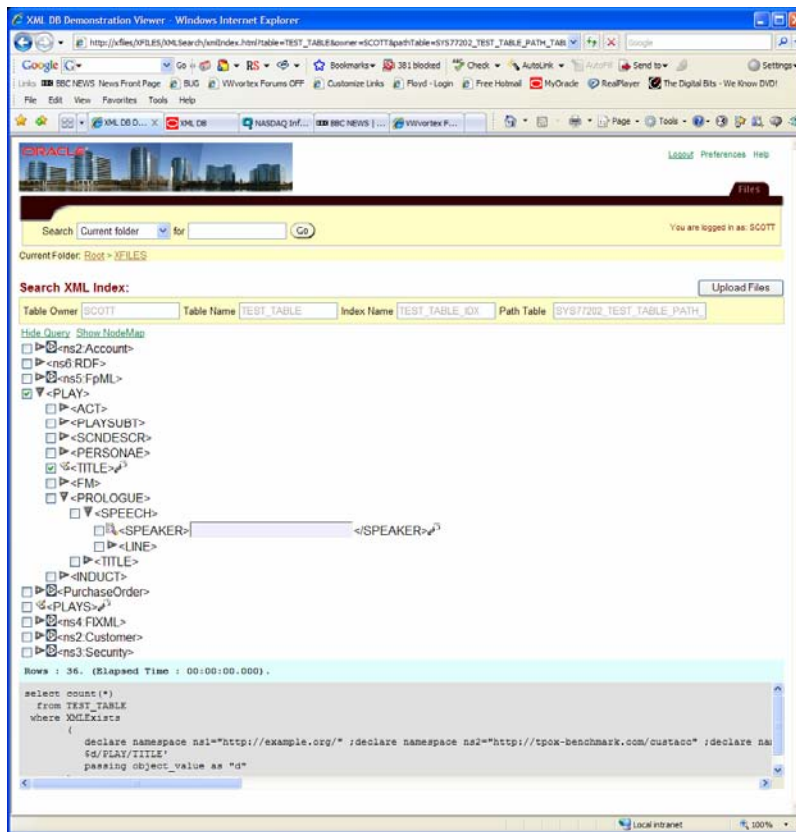 XML DB Demonstration Viewer - Windows Internet Explorer
http://xfiles/XFILES/XMLSearch/xmlIndex.html?table=TEST_TABLE&owner=SCOTT&pathTable=SYS77202_TEST_TABLE_PATH_TAB
Google
Google G Go RS Bookmarks 381 blocked Check AutoLink AutoFill Send to Settings
Links BBC NEWS News Front Page BUG VWvortex Forums OFF Customize Links Floyd - Login Free Hotmail MyOracle RealPlayer The Digital Bits - We Know DVD!
File Edit View Favorites Tools Help
XML DB D... X XML DB NASDAQ Inf... BBC NEWS | ... VWvortex F... Page Tools
ORACLE
Logout Preferences Help
Files
Search Current folder for Go
You are logged in as: SCOTT
Current Folder: Root > XFILES
Search XML Index: Upload Files
Table Owner SCOTT Table Name TEST_TABLE Index Name TEST_TABLE_IDX Path Table SYS77202_TEST_TABLE_PATH_
Hide Query Show NodeMap
<ns2:Account>
<ns6:RDF>
<ns5:FpML>
<PLAY>
<ACT>
<PLAYSUBT>
<SCNDESCR>
<PERSONAE>
<TITLE>
<FM>
<PROLOGUE>
<SPEECH>
<SPEAKER> </SPEAKER>
<LINE>
<TITLE>
<INDUCT>
<PurchaseOrder>
<PLAYS>
<ns4:FIXML>
<ns2:Customer>
<ns3:Security>
Rows : 36. (Elapsed Time : 00:00:00.000).
select count(*)
from TEST_TABLE
where XMLExists
(
declare namespace ns1="http://example.org/" ;declare namespace ns2="http://tpox-benchmark.com/custacc" ;declare na
$d/PLAY/TITLE'
passing object_value as "d"
Local intranet 100%